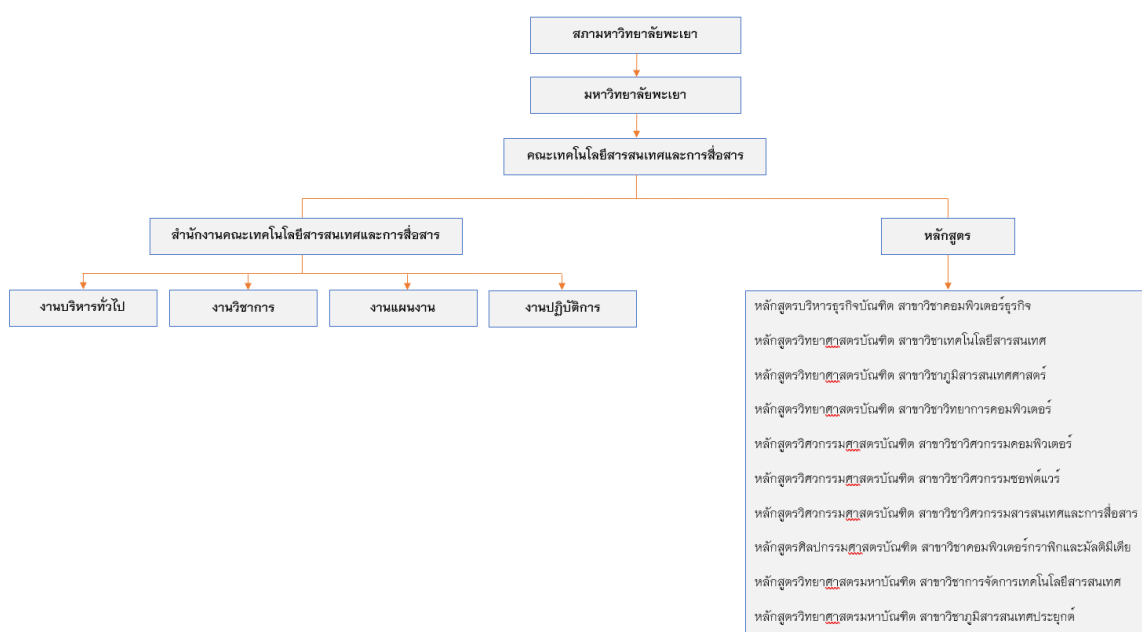 สภามหาวิทยาลัยพะเยา
มหาวิทยาลัยพะเยา
คณะเทคโนโลยีสารสนเทศและการสื่อสาร
สำนักงานคณะเทคโนโลยีสารสนเทศและการสื่อสาร
หลักสูตร
งานบริหารทั่วไป
งานวิชาการ
งานแผนงาน
งานปฏิบัติการ
หลักสูตรบริหารธุรกิจบัณฑิต สาขาวิชาคอมพิวเตอร์ธุรกิจ
หลักสูตรวิทยาศาสตรบัณฑิต สาขาวิชาเทคโนโลยีสารสนเทศ
หลักสูตรวิทยาศาสตรบัณฑิต สาขาวิชาภูมิสารสนเทศศาสตร์
หลักสูตรวิทยาศาสตรบัณฑิต สาขาวิชาวิทยาการคอมพิวเตอร์
หลักสูตรวิศวกรรมศาสตรบัณฑิต สาขาวิชาวิศวกรรมคอมพิวเตอร์
หลักสูตรวิศวกรรมศาสตรบัณฑิต สาขาวิชาวิศวกรรมซอฟต์แวร์
หลักสูตรวิศวกรรมศาสตรบัณฑิต สาขาวิชาวิศวกรรมสารสนเทศและการสื่อสาร
หลักสูตรศิลปกรรมศาสตรบัณฑิต สาขาวิชาคอมพิวเตอร์กราฟิกและมัลติมีเดีย
หลักสูตรวิทยาศาสตรมหาบัณฑิต สาขาวิชาการจัดการเทคโนโลยีสารสนเทศ
หลักสูตรวิทยาศาสตรมหาบัณฑิต สาขาวิชาภูมิสารสนเทศประยุกต์